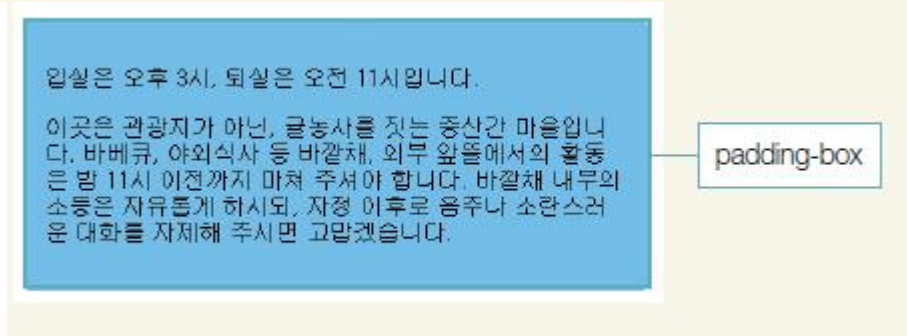 입실은 오후 3시, 퇴실은 오전 11시입니다.
이곳은 관광지가 아닌, 귤농사를 짓는 중산간 마을입니
다. 바베큐, 야외식사 등 바깥채, 외부 앞뜰에서의 활동
은 밤 11시 이전까지 마쳐 주셔야 합니다. 바깥채 내부의
소등은 자유롭게 하시되, 자정 이후로 음주나 소란스러
운 대화를 자제해 주시면 고맙겠습니다.
padding-box